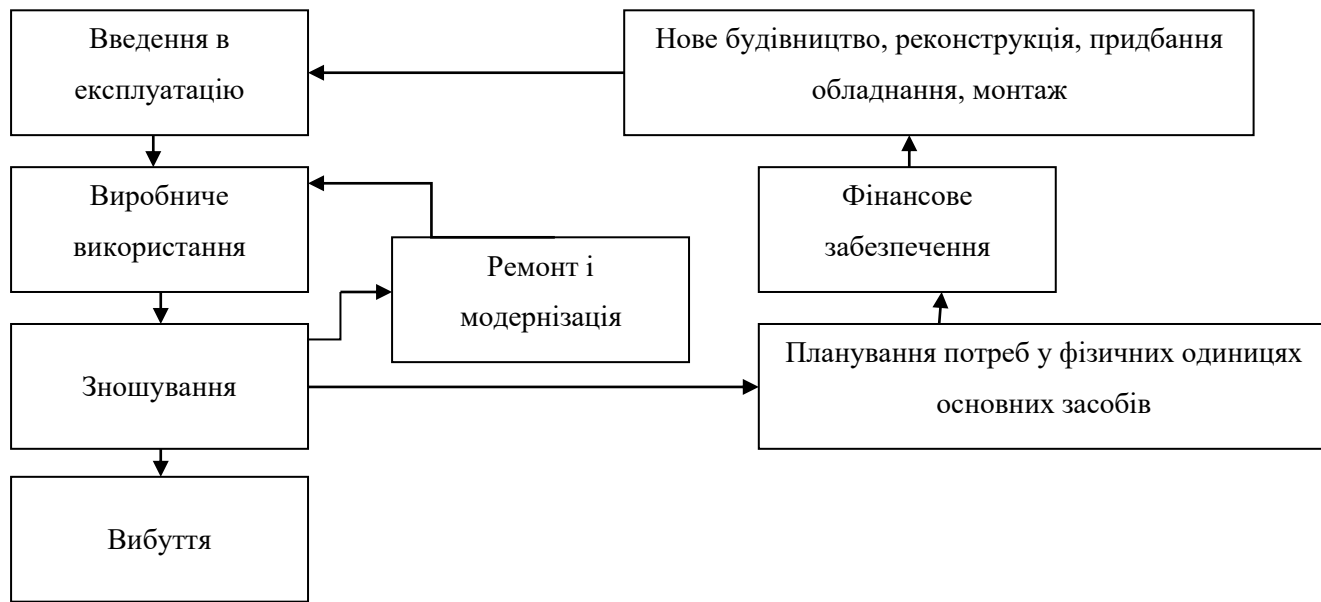 Введення в
експлуатацію
Нове будівництво, реконструкція, придбання
обладнання, монтаж
Виробниче
використання
Фінансове
забезпечення
Ремонт і
модернізація
Зношування
Планування потреб у фізичних одиницях
основних засобів
Вибуття